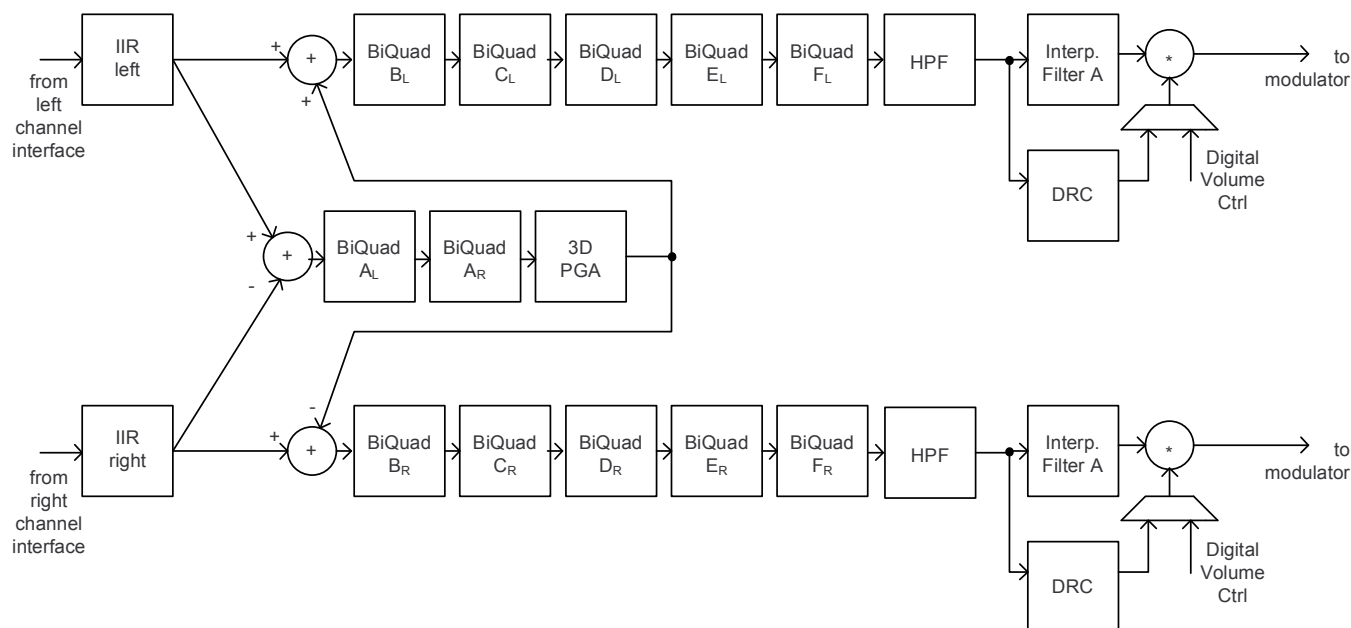 IIR
left
from
left
channel
interface
+
+
+
BiQuad
BL
BiQuad
CL
BiQuad
DL
BiQuad
EL
BiQuad
FL
HPF
Interp.
Filter A
*
to
modulator
DRC
Digital
Volume
Ctrl
+
-
+
BiQuad
AL
BiQuad
AR
3D
PGA
IIR
right
from
right
channel
interface
+
-
+
BiQuad
BR
BiQuad
CR
BiQuad
DR
BiQuad
ER
BiQuad
FR
HPF
Interp.
Filter A
*
to
modulator
DRC
Digital
Volume
Ctrl